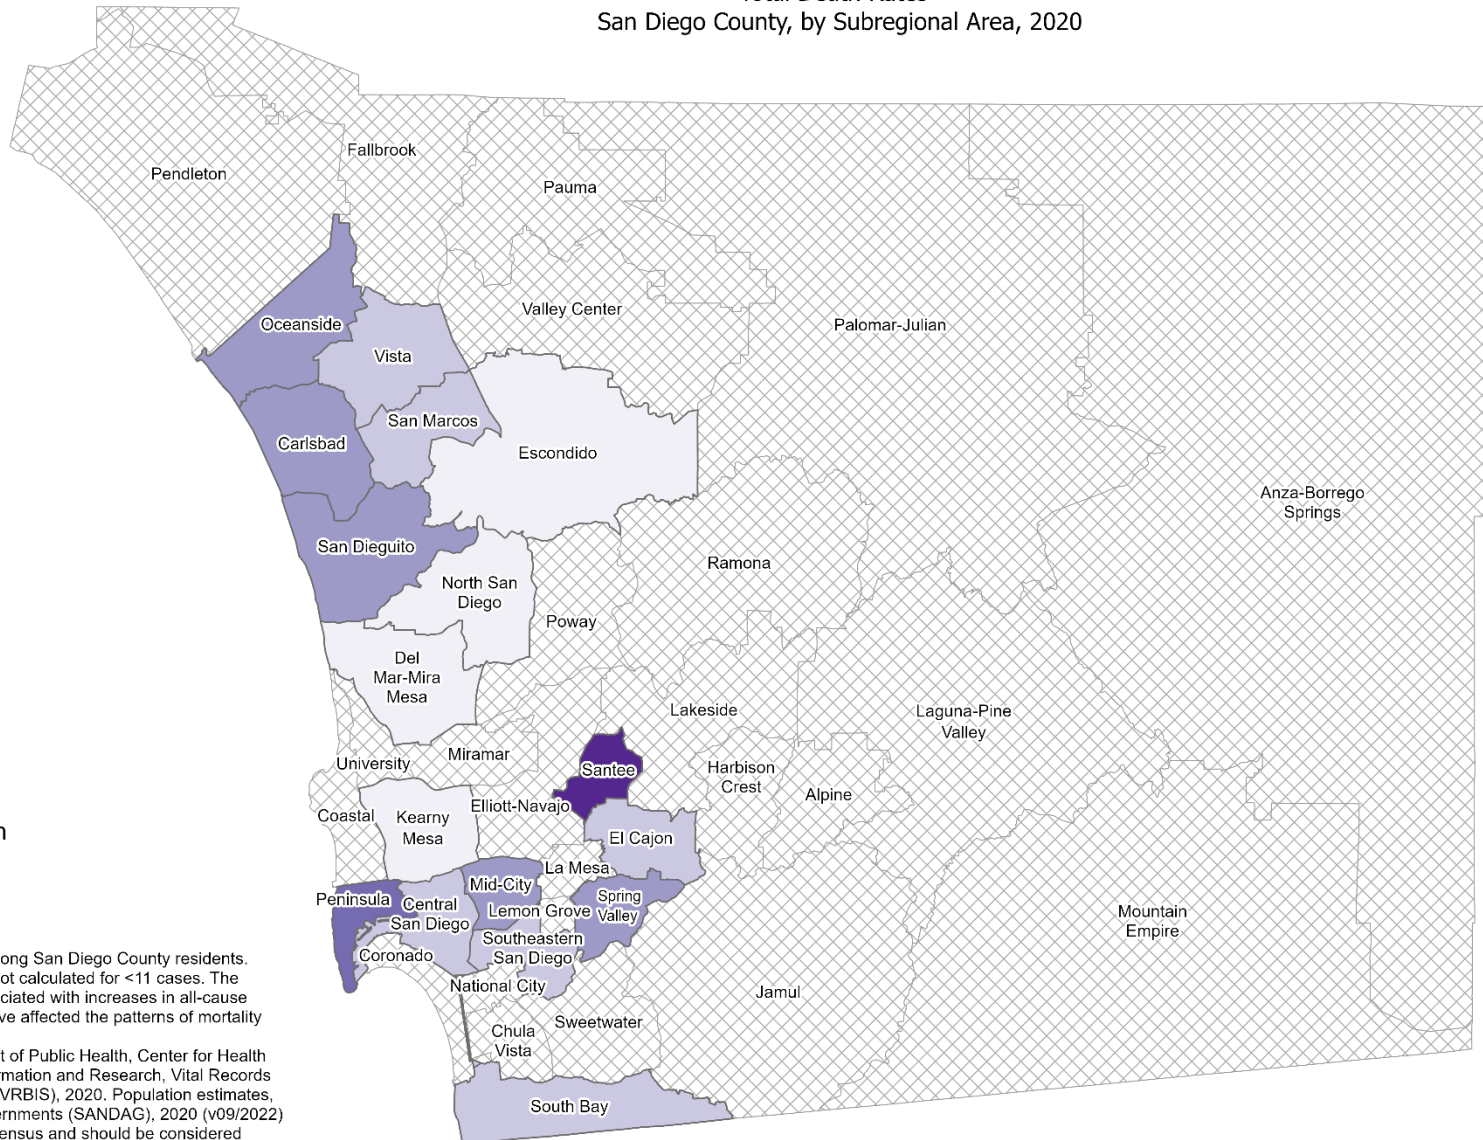 Total Death Rates
San Diego County, by Subregional Area, 2020
Pendleton
Fallbrook
Pauma
Valley Center
Oceanside
Vista
Palomar-Julian
San Marcos
Carlsbad
Escondido
Anza-Borrego
Springs
San Dieguito
Ramona
North San
Diego
Poway
Del
Mar-Mira
Mesa
Lakeside
Laguna-Pine
Valley
Miramar
University
Santee
Harbison
Crest
Alpine
Coastal
Elliott-Navajo
Kearny
Mesa
El Cajon
La Mesa
Mid-City
Peninsula
Central
San Diego
Spring
Valley
Lemon Grove
Mountain
Empire
Southeastern
San Diego
Coronado
National City
Jamul
Sweetwater
Chula
Vista
South Bay
ong San Diego County residents.
ot calculated for <11 cases. The
ciated with increases in all-cause
ve affected the patterns of mortality
t of Public Health, Center for Health
rmation and Research, Vital Records
VRBIS), 2020. Population estimates,
ernments (SANDAG), 2020 (v09/2022)
ensus and should be considered